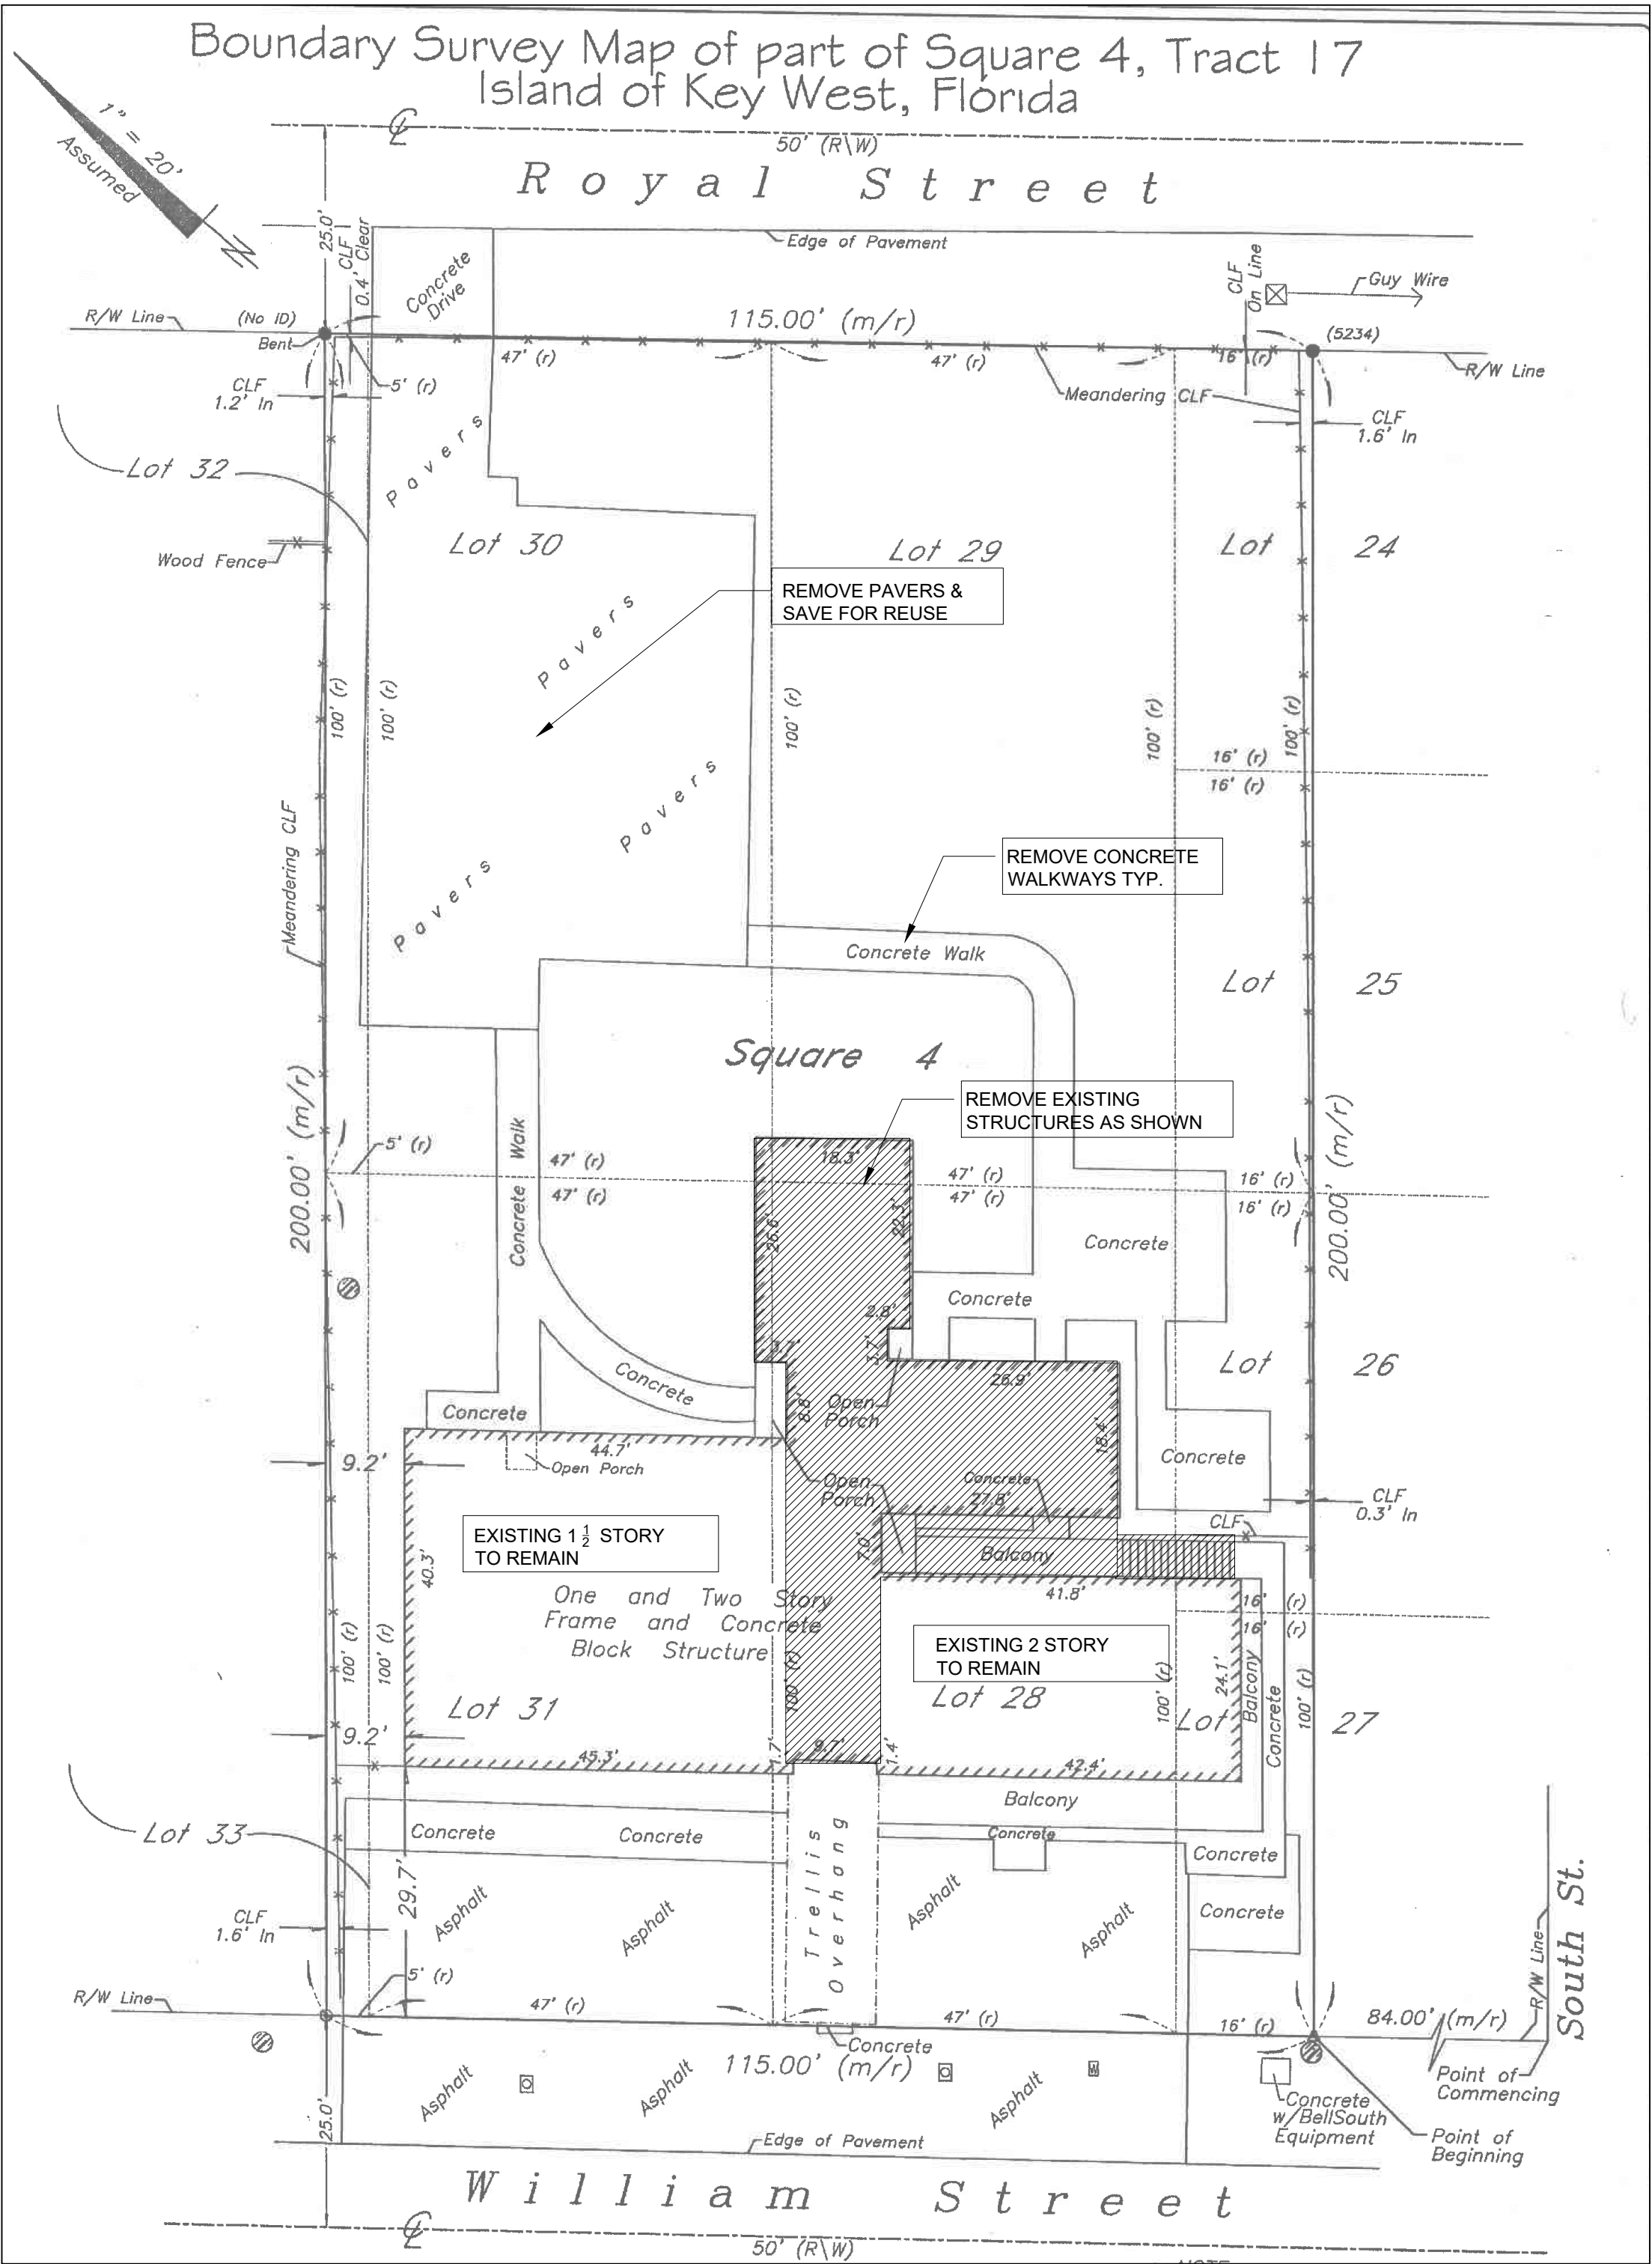 Boundary Survey Map of part of Square 4, Tract 17
Island of Key West, Florida
1" = 20'
Assumed
N
℄
50' (R\W)
Royal Street
25.0'
CLF
0.4' Clear
Concrete
Drive
Edge of Pavement
CLF
On Line
Guy Wire
R/W Line
(No ID)
Bent
115.00' (m/r)
(5234)
R/W Line
47' (r)
47' (r)
16' (r)
5' (r)
CLF
1.2' In
Meandering CLF
CLF
1.6' In
Pavers
Lot 32
Wood Fence
Lot 30
Lot 29
Lot 24
REMOVE PAVERS &
SAVE FOR REUSE
Pavers
100' (r)
100' (r)
100' (r)
100' (r)
100' (r)
16' (r)
16' (r)
Pavers
Meandering CLF
Pavers
REMOVE CONCRETE
WALKWAYS TYP.
Concrete Walk
Lot 25
Square 4
REMOVE EXISTING
STRUCTURES AS SHOWN
200.00' (m/r)
200.00' (m/r)
5' (r)
Concrete Walk
47' (r)
47' (r)
18.3'
47' (r)
47' (r)
16' (r)
16' (r)
26.6'
22.3'
Concrete
Concrete
2.8'
3.7'
3.7'
Lot 26
Concrete
26.9'
Concrete
8.8'
Open
Porch
18.4'
44.7'
Open Porch
9.2'
Concrete
Open
Porch
Concrete
27.8'
CLF
0.3' In
CLF
EXISTING 1 1/2 STORY
TO REMAIN
7.0'
Balcony
40.3'
41.8'
One and Two Story
Frame and Concrete
Block Structure
16' (r)
16' (r)
EXISTING 2 STORY
TO REMAIN
100' (r)
100' (r)
100' (r)
100' (r)
24.1'
Balcony
Concrete
100' (r)
Lot 31
Lot 28
Lot 27
9.2'
45.3'
1.7'
9.7'
1.4'
42.4'
Balcony
Lot 33
Concrete
Concrete
Concrete
Concrete
29.7'
Trellis
Overhang
Asphalt
Asphalt
Asphalt
Asphalt
Concrete
CLF
1.6' In
South St.
R/W Line
5' (r)
R/W Line
47' (r)
47' (r)
16' (r)
84.00' (m/r)
Concrete
115.00' (m/r)
Asphalt
Asphalt
Asphalt
W
Concrete
w/BellSouth
Equipment
Point of
Commencing
Point of
Beginning
25.0'
Edge of Pavement
William Street
℄
50' (R\W)